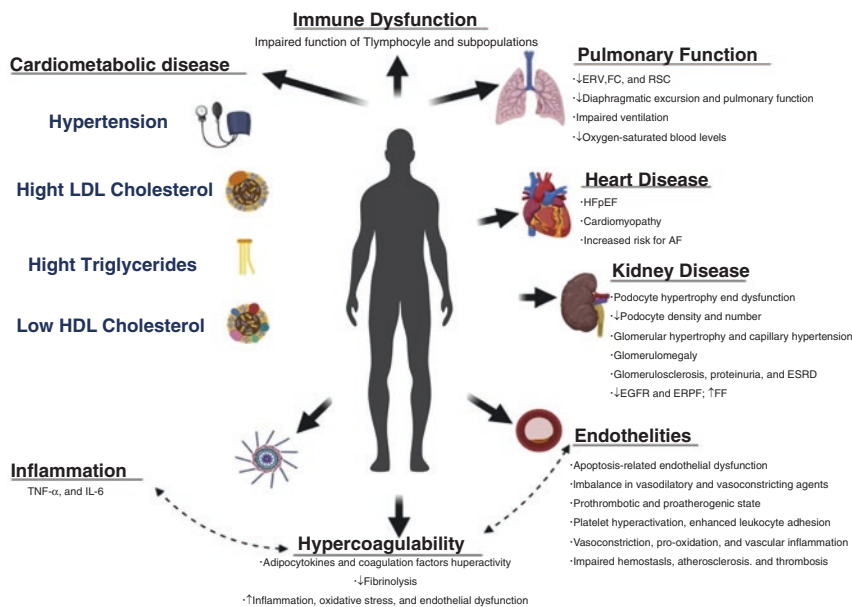 Immune Dysfunction
Impaired function of Tlymphocyte and subpopulations
Cardiometabolic disease
Hypertension
Hight LDL Cholesterol
Hight Triglycerides
Low HDL Cholesterol
Pulmonary Function
·↓ERV,FC, and RSC
·↓Diaphragmatic excursion and pulmonary function
·Impaired ventilation
·↓Oxygen-saturated blood levels
Heart Disease
·HFpEF
·Cardiomyopathy
·Increased risk for AF
Kidney Disease
·Podocyte hypertrophy end dysfunction
·↓Podocyte density and number
·Glomerular hypertrophy and capillary hypertension
·Glomerulomegaly
·Glomerulosclerosis, proteinuria, and ESRD
·↓EGFR and ERPF; ↑FF
Endothelities
·Apoptosis-related endothelial dysfunction
·Imbalance in vasodilatory and vasoconstricting agents
·Prothrombotic and proatherogenic state
·Platelet hyperactivation, enhanced leukocyte adhesion
·Vasoconstriction, pro-oxidation, and vascular inflammation
·Impaired hemostals, atherosclerosis. and thrombosis
Inflammation
TNF-α, and IL-6
Hypercoagulability
·Adipocytokines and coagulation factors huperactivity
·↓Fibrinolysis
·↑Inflammation, oxidative stress, and endothelial dysfunction